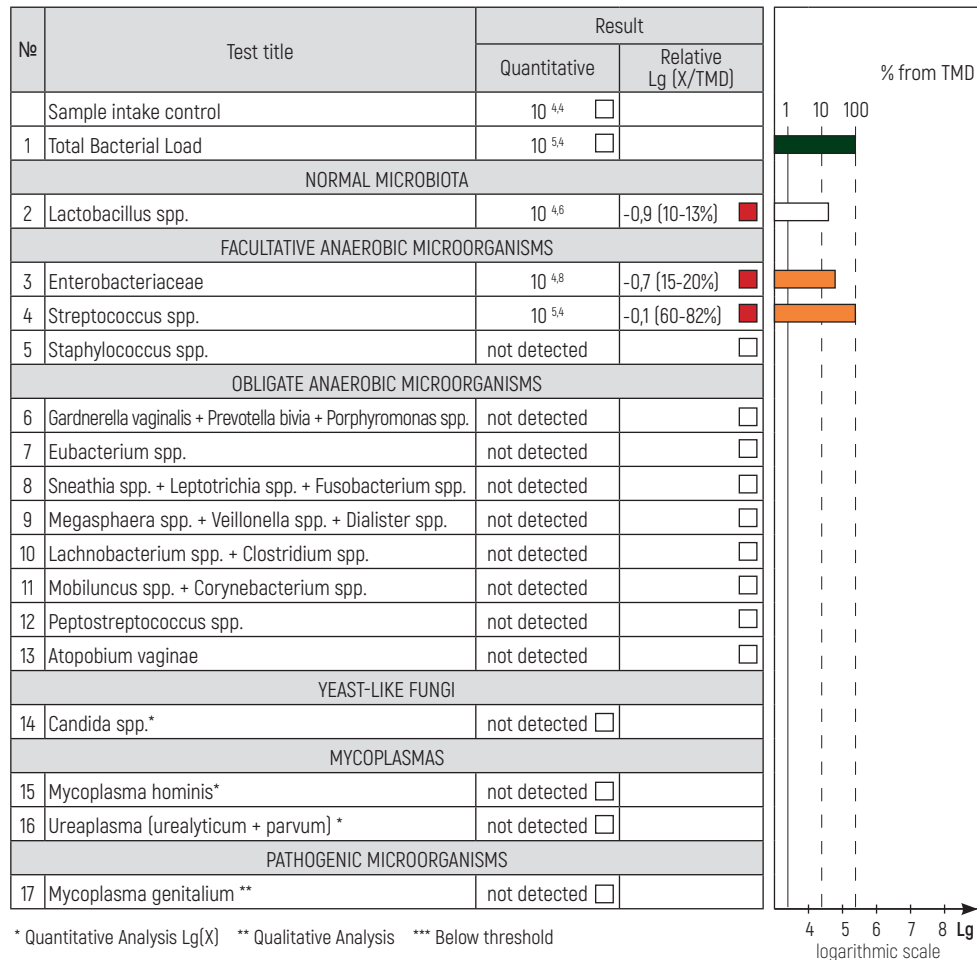 № Test title Result
Quantitative Relative Lg (X/TMD)
% from TMD
Sample intake control 10 4,4
1 10 100
1 Total Bacterial Load 10 5,4
NORMAL MICROBIOTA
2 Lactobacillus spp. 10 4,6 -0,9 (10-13%)
FACULTATIVE ANAEROBIC MICROORGANISMS
3 Enterobacteriaceae 10 4,8 -0,7 (15-20%)
4 Streptococcus spp. 10 5,4 -0,1 (60-82%)
5 Staphylococcus spp. not detected
OBLIGATE ANAEROBIC MICROORGANISMS
6 Gardnerella vaginalis + Prevotella bivia + Porphyromonas spp. not detected
7 Eubacterium spp. not detected
8 Sneathia spp. + Leptotrichia spp. + Fusobacterium spp. not detected
9 Megasphaera spp. + Veillonella spp. + Dialister spp. not detected
10 Lachnobacterium spp. + Clostridium spp. not detected
11 Mobiluncus spp. + Corynebacterium spp. not detected
12 Peptostreptococcus spp. not detected
13 Atopobium vaginae not detected
YEAST-LIKE FUNGI
14 Candida spp.* not detected
MYCOPLASMAS
15 Mycoplasma hominis* not detected
16 Ureaplasma (urealyticum + parvum) * not detected
PATHOGENIC MICROORGANISMS
17 Mycoplasma genitalium ** not detected
* Quantitative Analysis Lg(X) ** Qualitative Analysis *** Below threshold
4 5 6 7 8 Lg
logarithmic scale